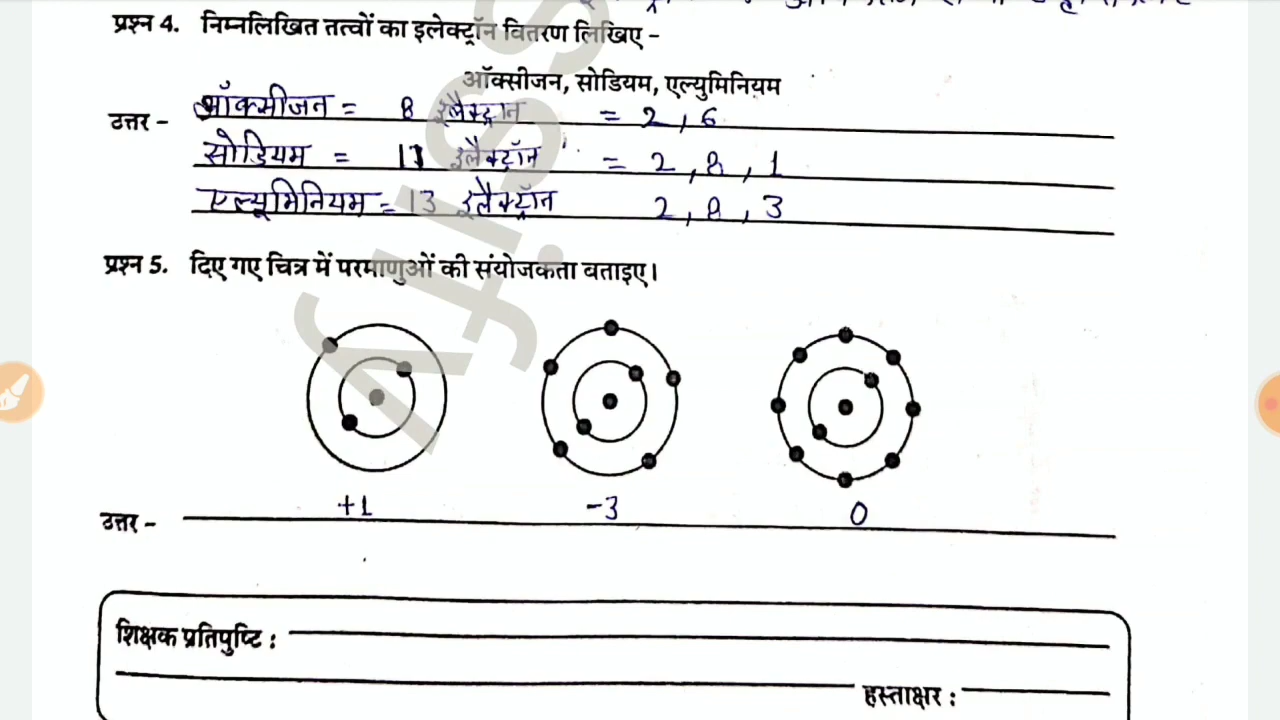 प्रश्न 4. निम्नलिखित तत्वों का इलेक्ट्रॉन वितरण लिखिए -
ऑक्सीजन, सोडियम, एल्युमिनियम
उत्तर - ऑक्सीजन = 8 इलैक्ट्रान = 2, 6
सोडियम = 11 इलैक्ट्रॉन = 2, 8, 1
एल्यूमिनियम = 13 इलैक्ट्रॉन 2, 8, 3
प्रश्न 5. दिए गए चित्र में परमाणुओं की संयोजकता बताइए।
उत्तर - +1 -3 0
शिक्षक प्रतिपुष्टि :
हस्ताक्षर :